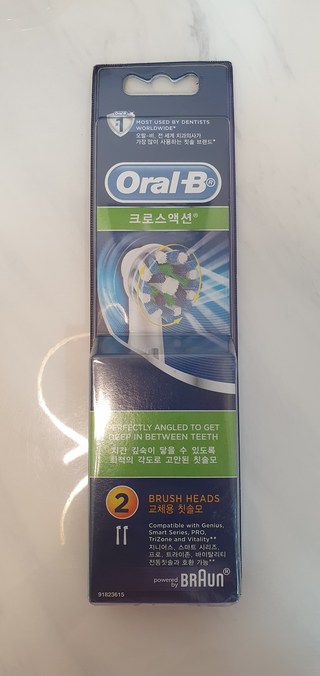 1
MOST USED BY DENTISTS
WORLDWIDE*
오랄-비, 전 세계 치과의사가
가장 많이 사용하는 칫솔 브랜드*
Oral-B®
크로스액션®
PERFECTLY ANGLED TO GET
DEEP IN BETWEEN TEETH
치간 깊숙이 닿을 수 있도록
최적의 각도로 고안된 칫솔모
2
BRUSH HEADS
교체용 칫솔모
Compatible with Genius,
Smart Series, PRO,
TriZone and Vitality**
지니어스, 스마트 시리즈,
프로, 트라이존, 바이탈리티
전동칫솔과 호환 가능**
powered
by BRAUN®
91623615